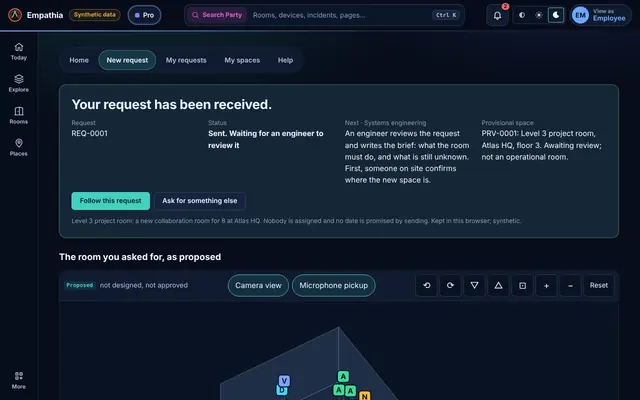 Empathia
Synthetic data
Pro
Search Party
Rooms, devices, incidents, pages...
Ctrl K
2
EM
View as
Employee
Today
Explore
Rooms
Places
More
Home
New request
My requests
My spaces
Help
Your request has been received.
Request
REQ-0001
Status
Sent. Waiting for an engineer to
review it
Next · Systems engineering
An engineer reviews the request
and writes the brief: what the room
must do, and what is still unknown.
First, someone on site confirms
where the new space is.
Provisional space
PRV-0001: Level 3 project room,
Atlas HQ, floor 3. Awaiting review;
not an operational room.
Follow this request
Ask for something else
Level 3 project room: a new collaboration room for 8 at Atlas HQ. Nobody is assigned and no date is promised by sending. Kept in this browser; synthetic.
The room you asked for, as proposed
Proposed
not designed, not approved
Camera view
Microphone pickup
Reset
V
D
A
A
A
N